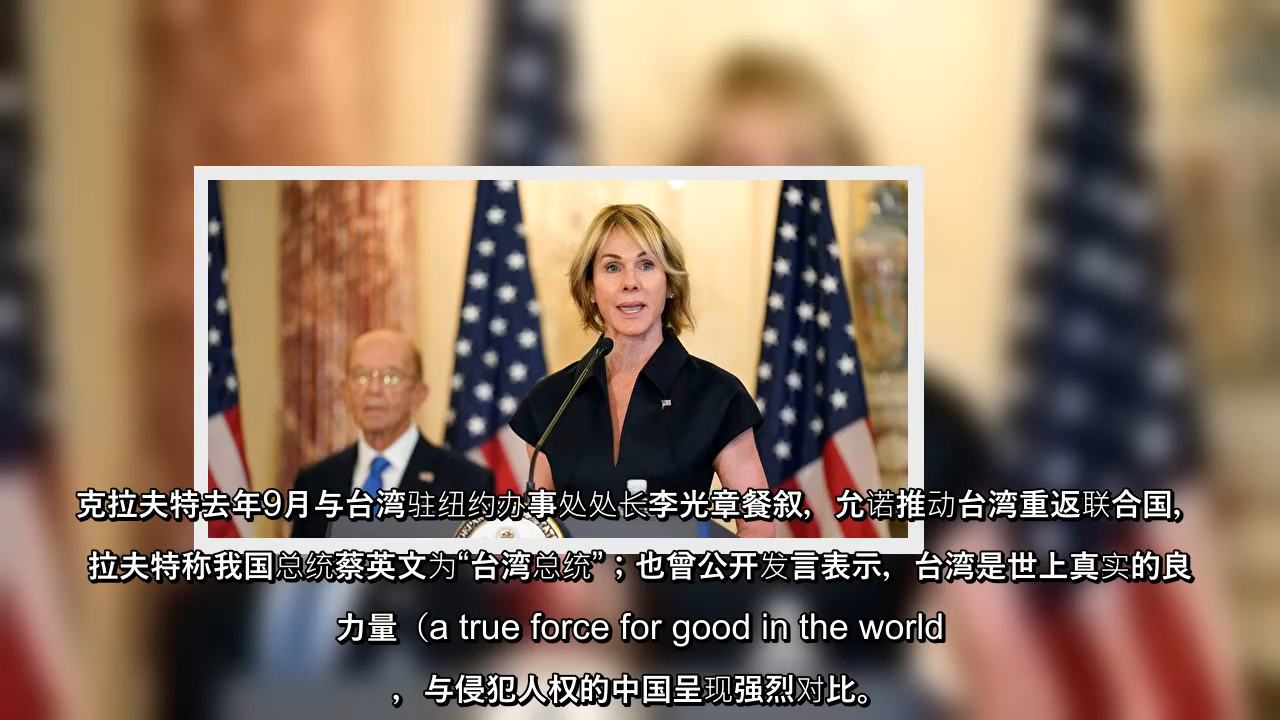 克拉夫特去年9月与台湾驻纽约办事处处长李光章餐叙，允诺推动台湾重返联合国，
拉夫特称我国总统蔡英文为“台湾总统”；也曾公开发言表示，台湾是世上真实的良
力量（a true force for good in the world
，与侵犯人权的中国呈现强烈对比。